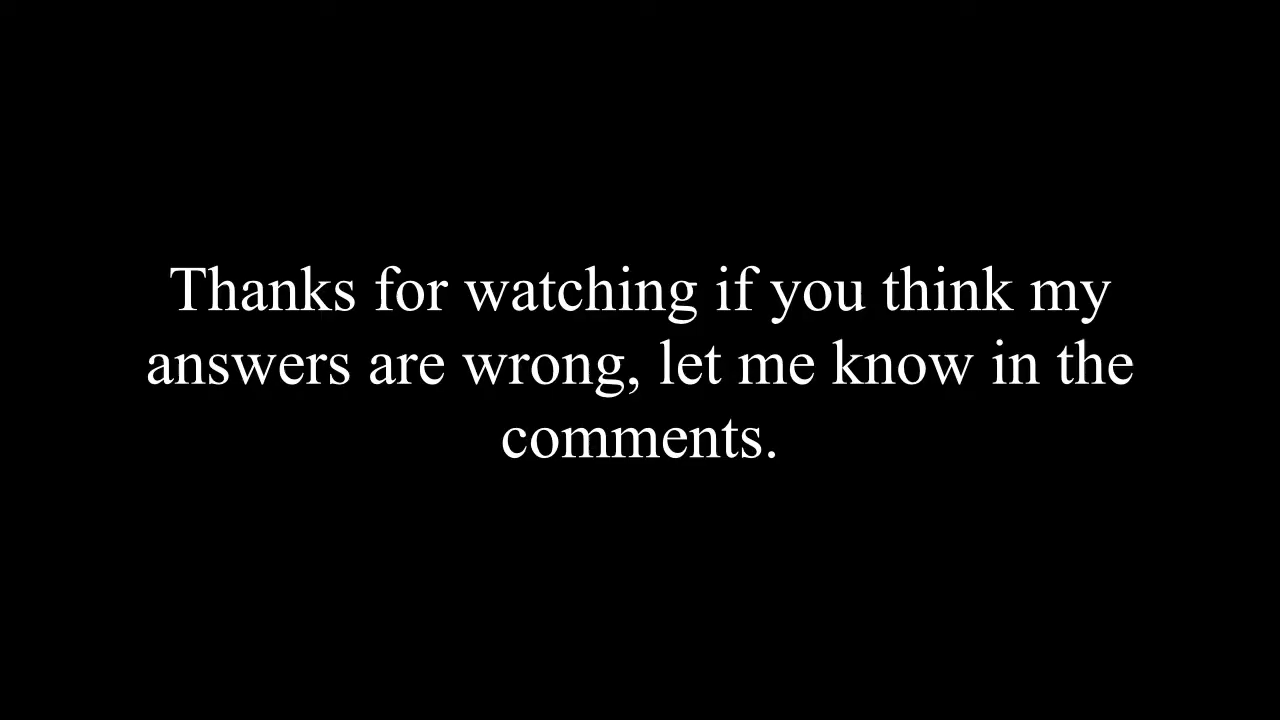 Thanks for watching if you think my
answers are wrong, let me know in the
comments.